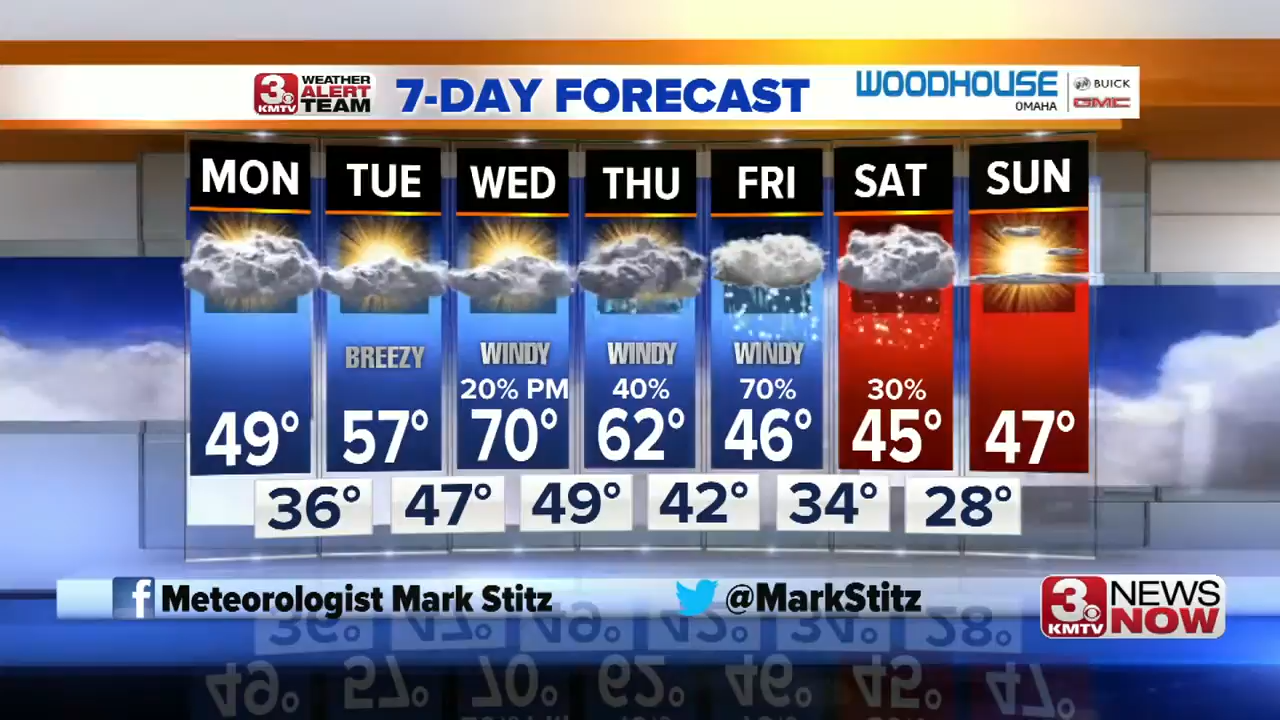 3 KMTV WEATHER ALERT TEAM 7-DAY FORECAST WOODHOUSE OMAHA BUICK GMC
MON TUE WED THU FRI SAT SUN
BREEZY WINDY WINDY WINDY
20% PM 40% 70% 30%
49° 57° 70° 62° 46° 45° 47°
36° 47° 49° 42° 34° 28°
f Meteorologist Mark Stitz @MarkStitz 3 KMTV NEWS NOW